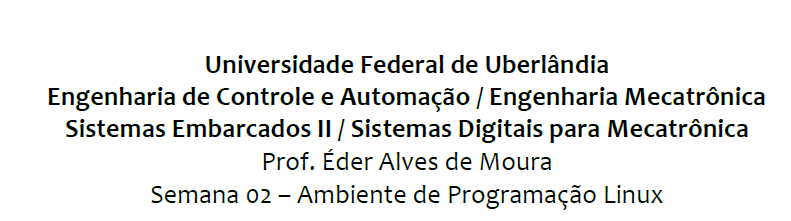 Universidade Federal de Uberlândia
Engenharia de Controle e Automação / Engenharia Mecatrônica
Sistemas Embarcados II / Sistemas Digitais para Mecatrônica
Prof. Éder Alves de Moura
Semana 02 – Ambiente de Programação Linux